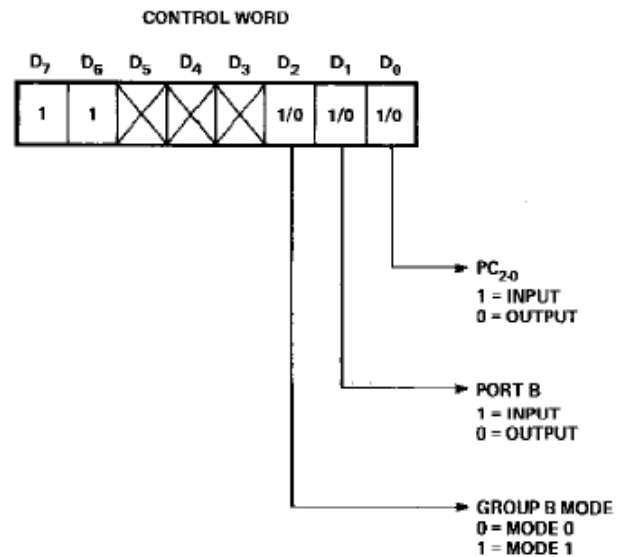 CONTROL WORD
D7 D6 D5 D4 D3 D2 D1 D0
1 1 1/0 1/0 1/0
PC2-0
1 = INPUT
0 = OUTPUT
PORT B
1 = INPUT
0 = OUTPUT
GROUP B MODE
0 = MODE 0
1 = MODE 1